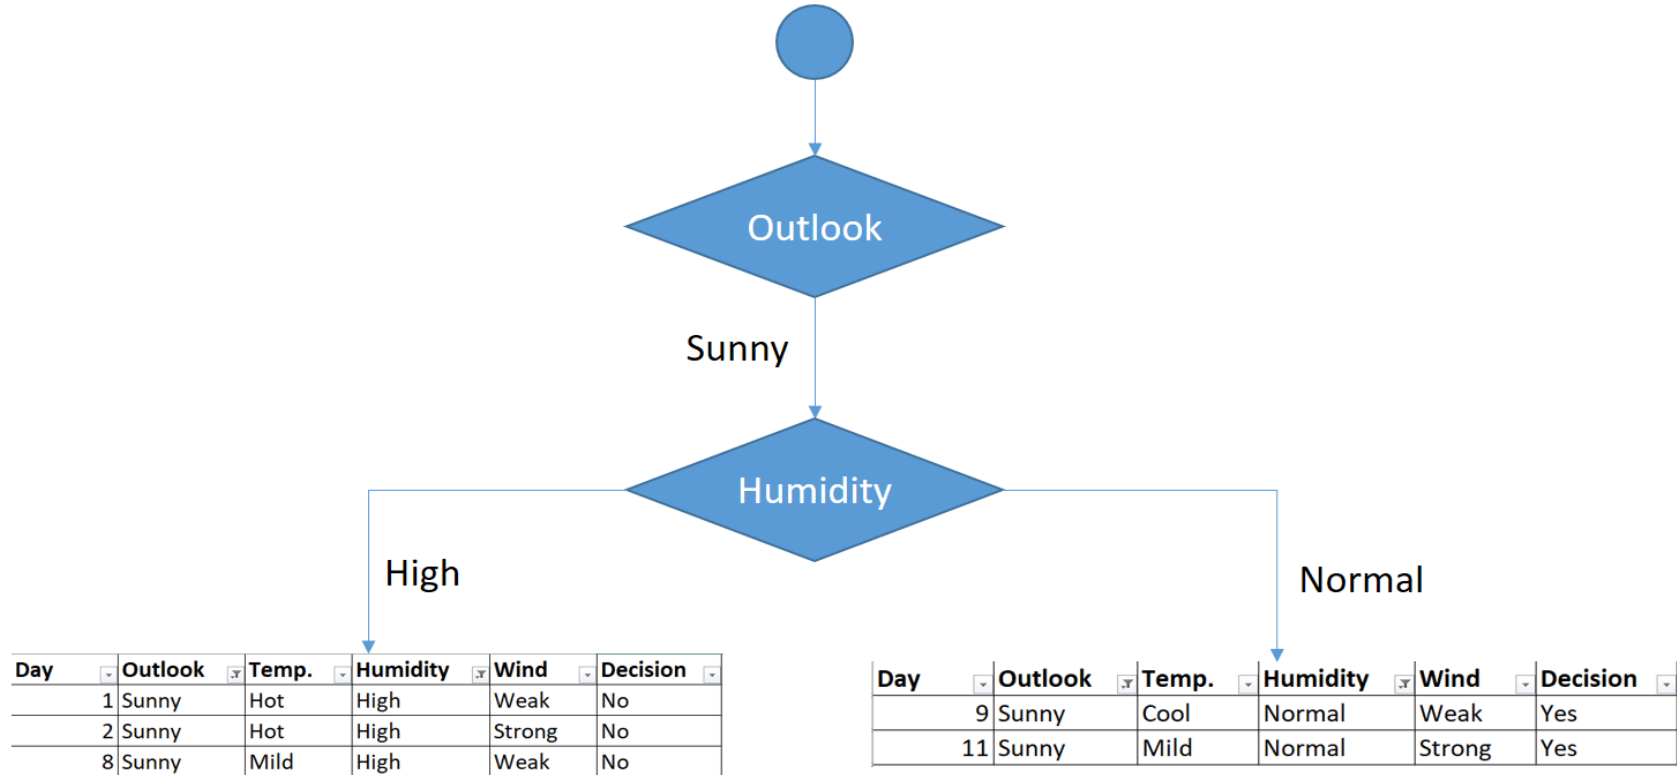 Outlook
Sunny
Humidity
High
Normal
Day Outlook Temp. Humidity Wind Decision
1 Sunny Hot High Weak No
2 Sunny Hot High Strong No
8 Sunny Mild High Weak No
Day Outlook Temp. Humidity Wind Decision
9 Sunny Cool Normal Weak Yes
11 Sunny Mild Normal Strong Yes